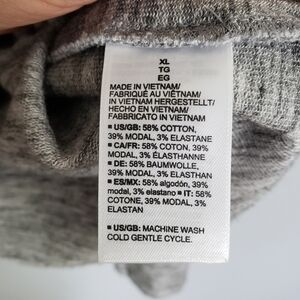 XL
TG
EG
MADE IN VIETNAM/
FABRIQUÉ AU VIÊTNAM/
IN VIETNAM HERGESTELLT/
HECHO EN VIETNAM/
FABBRICATO IN VIETNAM
■ US/GB: 58% COTTON,
39% MODAL, 3% ELASTANE
■ CA/FR: 58% COTON, 39%
MODAL, 3% ÉLASTHANNE
■ DE: 58% BAUMWOLLE,
39% MODAL, 3% ELASTHAN
■ ES/MX: 58% algodón, 39%
modal, 3% elastano ■ IT: 58%
COTONE, 39% MODAL, 3%
ELASTAN
■ US/GB: MACHINE WASH
COLD GENTLE CYCLE.